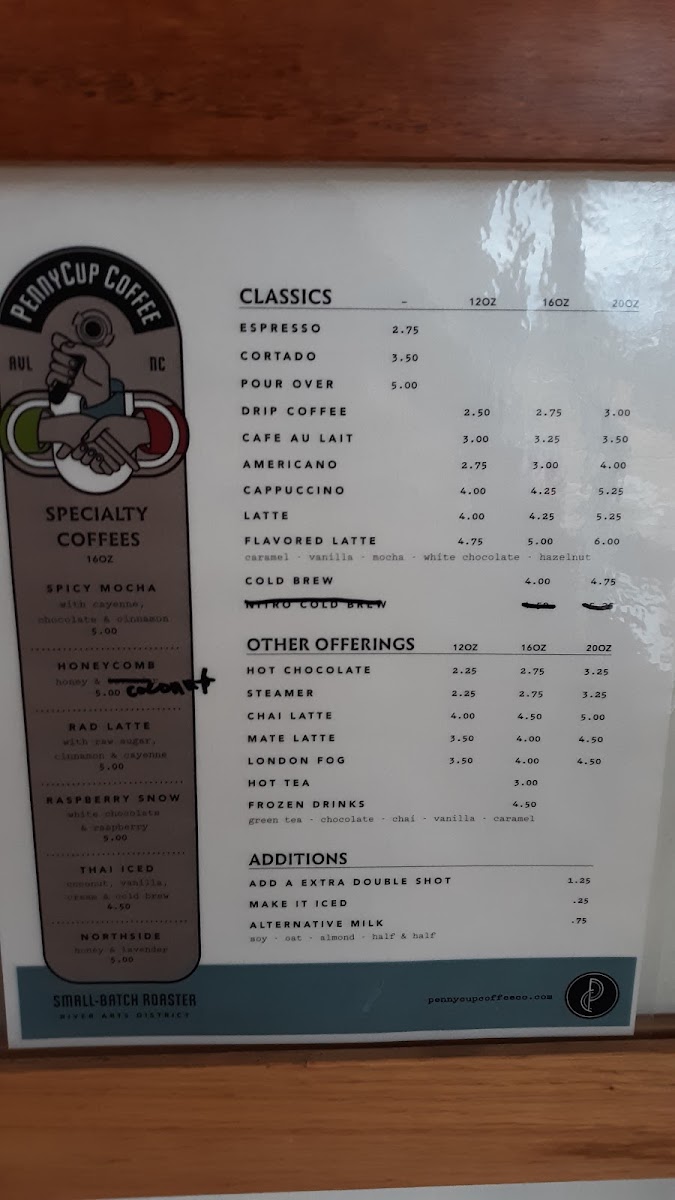 PENNYCUP COFFEE
AVL NC
SPECIALTY
COFFEES
16OZ
SPICY MOCHA
with cayenne,
chocolate & cinnamon
5.00
HONEYCOMB
honey &
5.00 coconut
RAD LATTE
with raw sugar,
cinnamon & cayenne
5.00
RASPBERRY SNOW
white chocolate
& raspberry
5.00
THAI ICED
coconut, vanilla,
cream & cold brew
4.50
NORTHSIDE
honey & lavender
5.00
SMALL-BATCH ROASTER
RIVER ARTS DISTRICT
CLASSICS – 12OZ 16OZ 20OZ
ESPRESSO 2.75
CORTADO 3.50
POUR OVER 5.00
DRIP COFFEE 2.50 2.75 3.00
CAFE AU LAIT 3.00 3.25 3.50
AMERICANO 2.75 3.00 4.00
CAPPUCCINO 4.00 4.25 5.25
LATTE 4.00 4.25 5.25
FLAVORED LATTE 4.75 5.00 6.00
caramel · vanilla · mocha · white chocolate · hazelnut
COLD BREW 4.00 4.75
NITRO COLD BREW
OTHER OFFERINGS 12OZ 16OZ 20OZ
HOT CHOCOLATE 2.25 2.75 3.25
STEAMER 2.25 2.75 3.25
CHAI LATTE 4.00 4.50 5.00
MATE LATTE 3.50 4.00 4.50
LONDON FOG 3.50 4.00 4.50
HOT TEA 3.00
FROZEN DRINKS 4.50
green tea · chocolate · chai · vanilla · caramel
ADDITIONS
ADD A EXTRA DOUBLE SHOT 1.25
MAKE IT ICED .25
ALTERNATIVE MILK .75
soy · oat · almond · half & half
pennycupcoffeeco.com